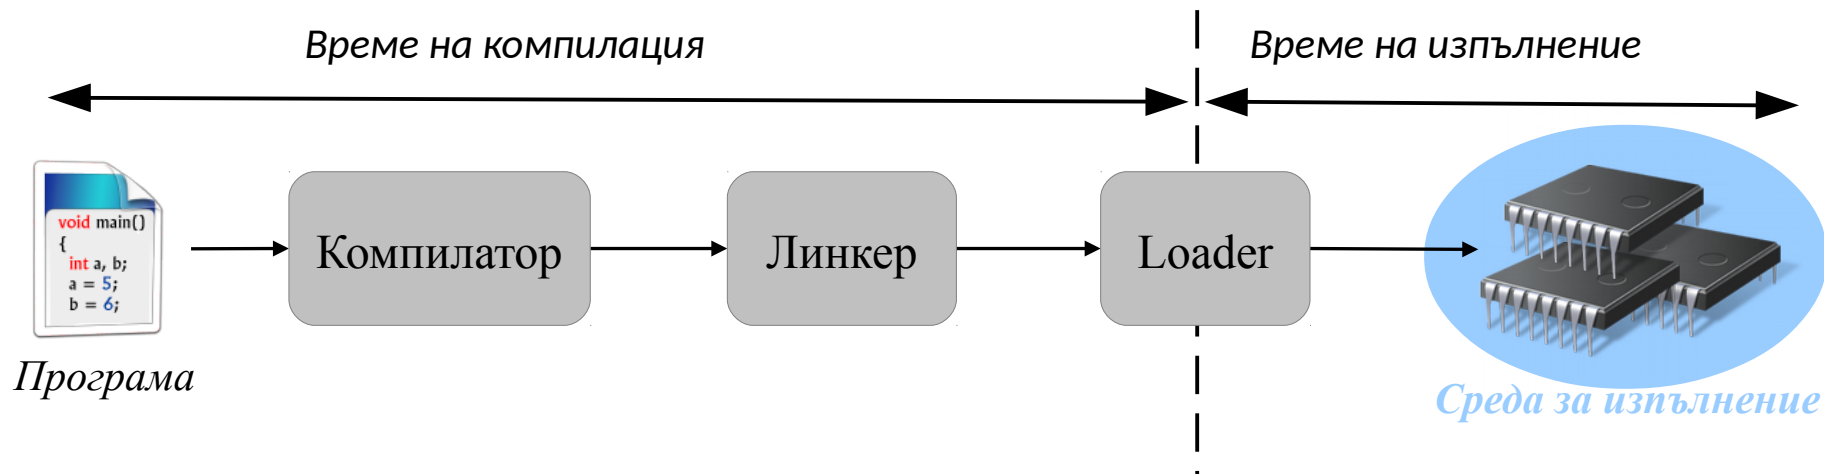 Време на компилация
Време на изпълнение
void main()
{
int a, b;
a = 5;
b = 6;
Компилатор
Линкер
Loader
Програма
Среда за изпълнение